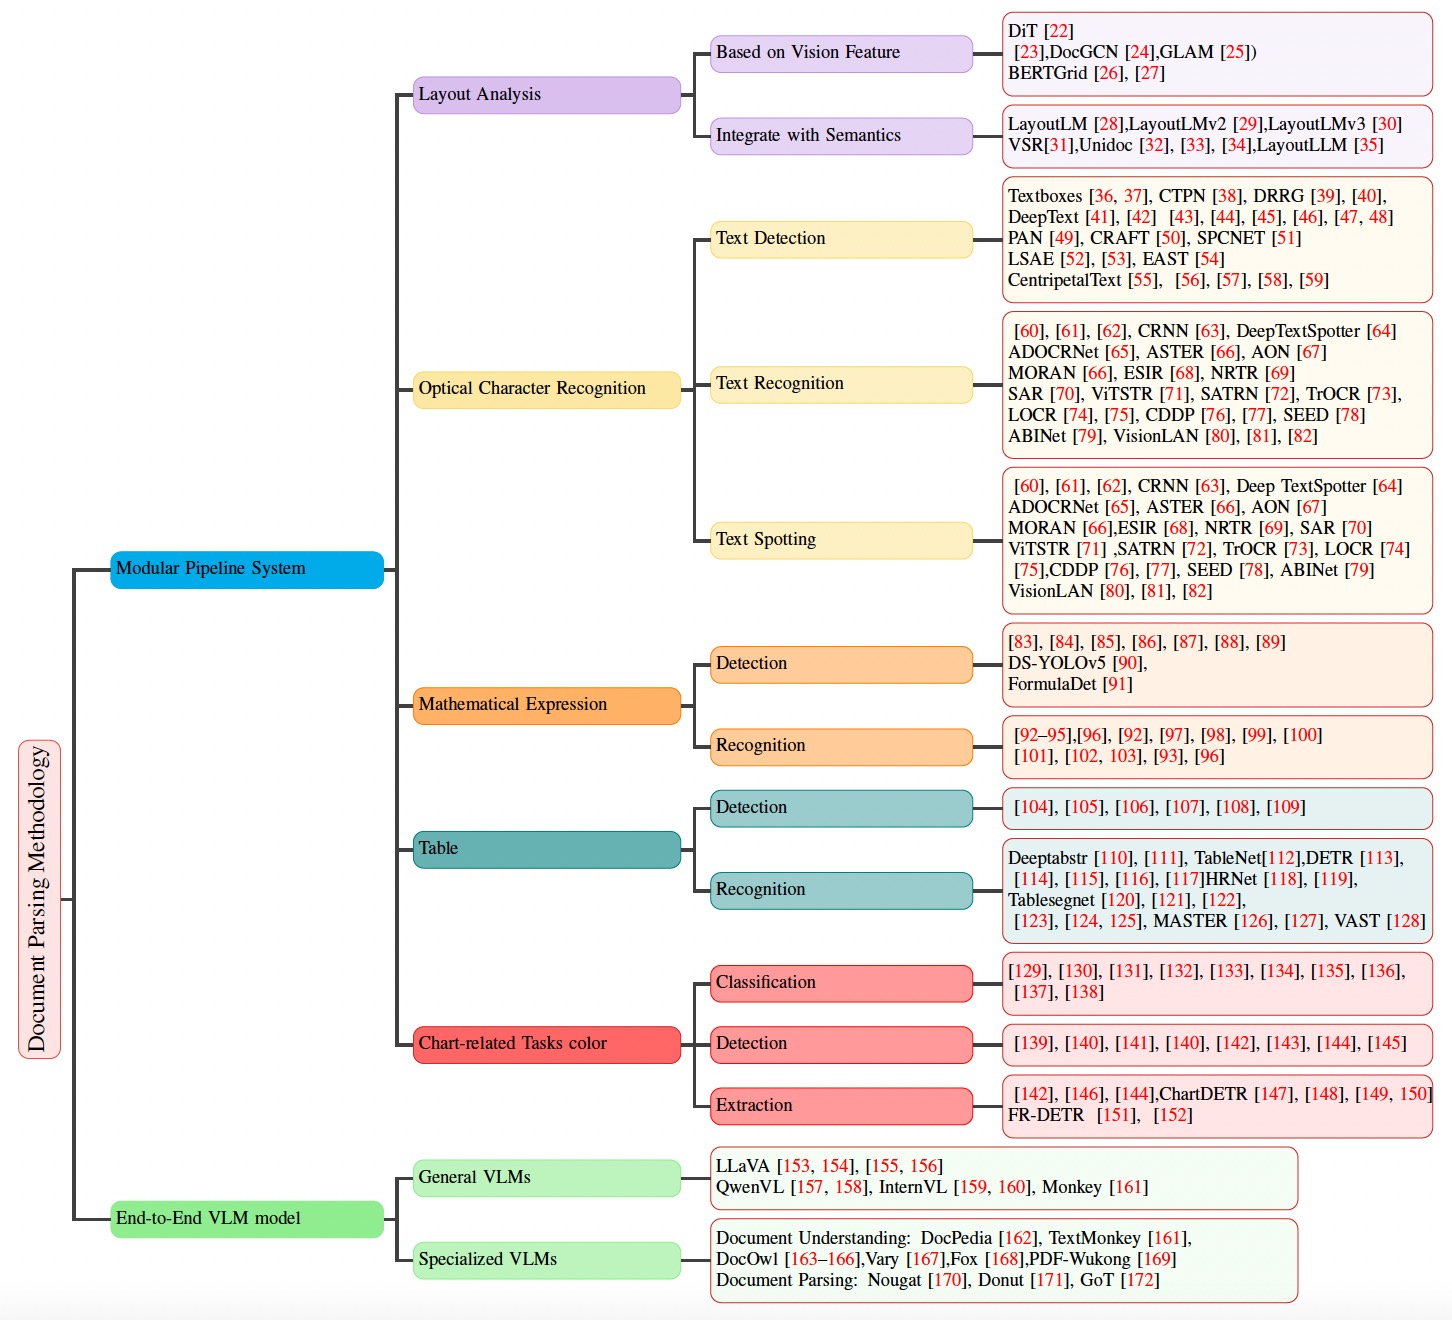 Document Parsing Methodology
Modular Pipeline System
Layout Analysis
Based on Vision Feature
DiT [22]
[23],DocGCN [24],GLAM [25])
BERTGrid [26], [27]
Integrate with Semantics
LayoutLM [28],LayoutLMv2 [29],LayoutLMv3 [30]
VSR[31],Unidoc [32], [33], [34],LayoutLLM [35]
Optical Character Recognition
Text Detection
Textboxes [36, 37], CTPN [38], DRRG [39], [40],
DeepText [41], [42] [43], [44], [45], [46], [47, 48]
PAN [49], CRAFT [50], SPCNET [51]
LSAE [52], [53], EAST [54]
CentripetalText [55], [56], [57], [58], [59]
Text Recognition
[60], [61], [62], CRNN [63], DeepTextSpotter [64]
ADOCRNet [65], ASTER [66], AON [67]
MORAN [66], ESIR [68], NRTR [69]
SAR [70], ViTSTR [71], SATRN [72], TrOCR [73],
LOCR [74], [75], CDDP [76], [77], SEED [78]
ABINet [79], VisionLAN [80], [81], [82]
Text Spotting
[60], [61], [62], CRNN [63], Deep TextSpotter [64]
ADOCRNet [65], ASTER [66], AON [67]
MORAN [66],ESIR [68], NRTR [69], SAR [70]
ViTSTR [71] ,SATRN [72], TrOCR [73], LOCR [74]
[75],CDDP [76], [77], SEED [78], ABINet [79]
VisionLAN [80], [81], [82]
Mathematical Expression
Detection
[83], [84], [85], [86], [87], [88], [89]
DS-YOLOv5 [90],
FormulaDet [91]
Recognition
[92–95],[96], [92], [97], [98], [99], [100]
[101], [102, 103], [93], [96]
Table
Detection
[104], [105], [106], [107], [108], [109]
Recognition
Deeptabstr [110], [111], TableNet[112],DETR [113],
[114], [115], [116], [117]HRNet [118], [119],
Tablesegnet [120], [121], [122],
[123], [124, 125], MASTER [126], [127], VAST [128]
Chart-related Tasks color
Classification
[129], [130], [131], [132], [133], [134], [135], [136],
[137], [138]
Detection
[139], [140], [141], [140], [142], [143], [144], [145]
Extraction
[142], [146], [144],ChartDETR [147], [148], [149, 150]
FR-DETR [151], [152]
End-to-End VLM model
General VLMs
LLaVA [153, 154], [155, 156]
QwenVL [157, 158], InternVL [159, 160], Monkey [161]
Specialized VLMs
Document Understanding: DocPedia [162], TextMonkey [161],
DocOwl [163–166],Vary [167],Fox [168],PDF-Wukong [169]
Document Parsing: Nougat [170], Donut [171], GoT [172]